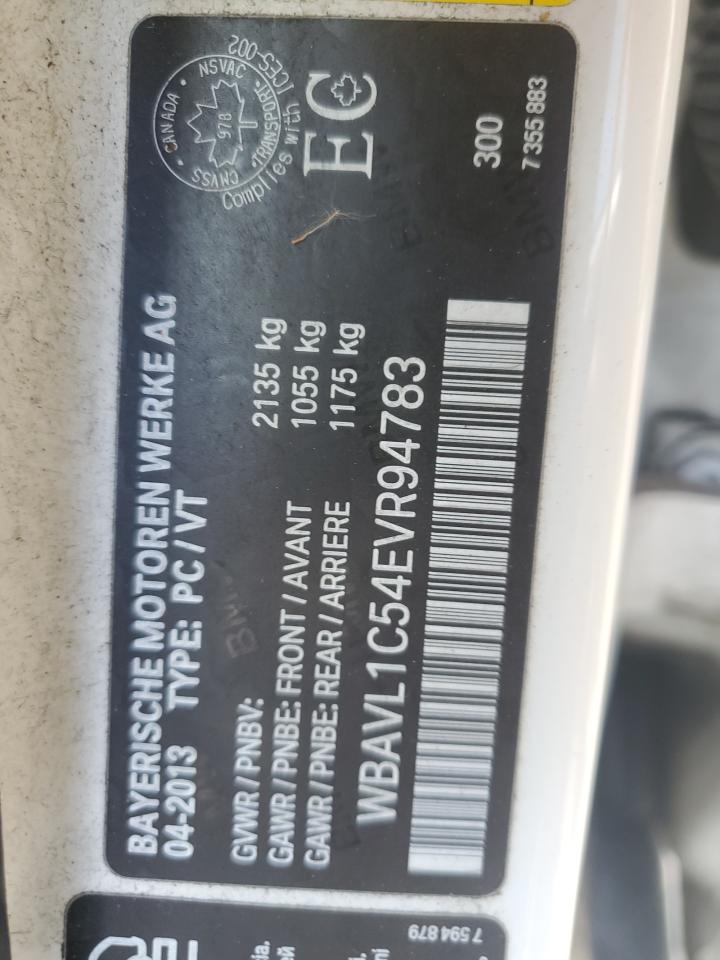 BAYERISCHE MOTOREN WERKE AG
04-2013 TYPE: PC / VT
GVWR / PNBV: 2135 kg
GAWR / PNBE: FRONT / AVANT 1055 kg
GAWR / PNBE: REAR / ARRIERE 1175 kg
WBAVL1C54EVR94783
CANADA • NSVAC • TRANSPORT • CMVSS
978
Complies with ICES-002
EC
300
7 355 883
7 594 879